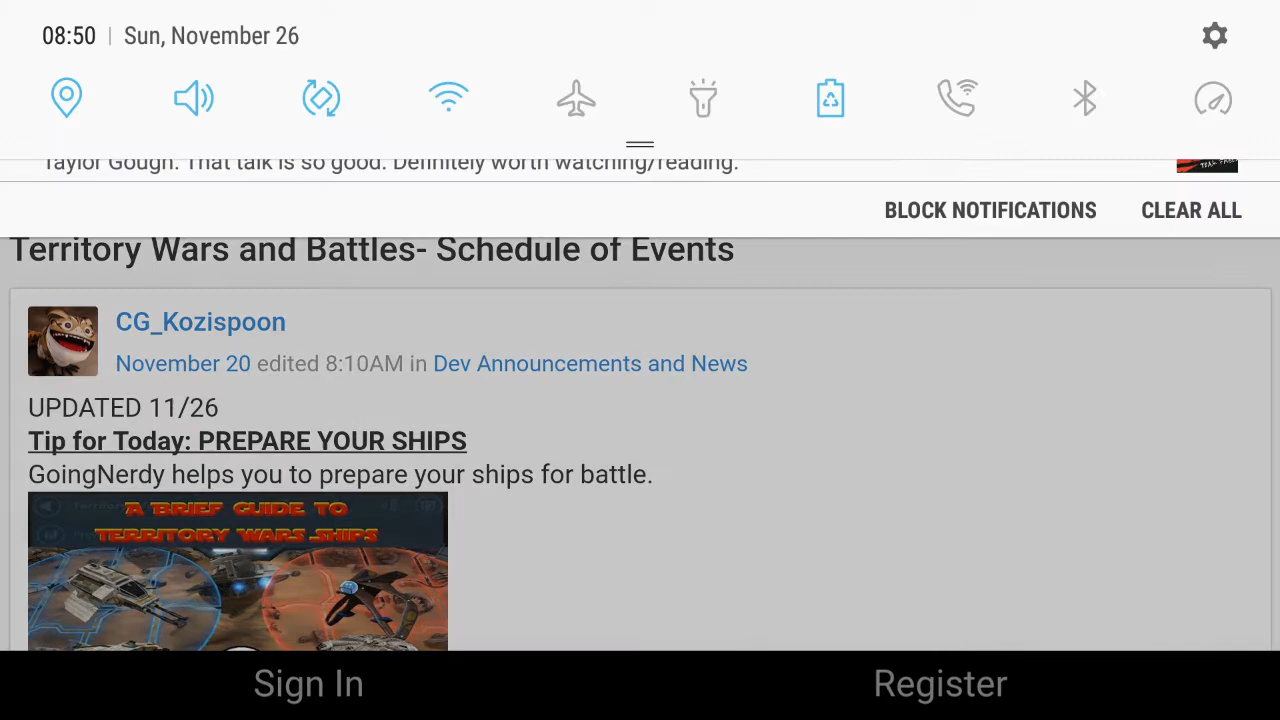 08:50 | Sun, November 26
Taylor Gough. That talk is so good. Definitely worth watching/reading.
BLOCK NOTIFICATIONS
CLEAR ALL
Territory Wars and Battles- Schedule of Events
CG_Kozispoon
November 20 edited 8:10AM in Dev Announcements and News
UPDATED 11/26
Tip for Today: PREPARE YOUR SHIPS
GoingNerdy helps you to prepare your ships for battle.
A BRIEF GUIDE TO
TERRITORY WARS SHIPS
Sign In
Register